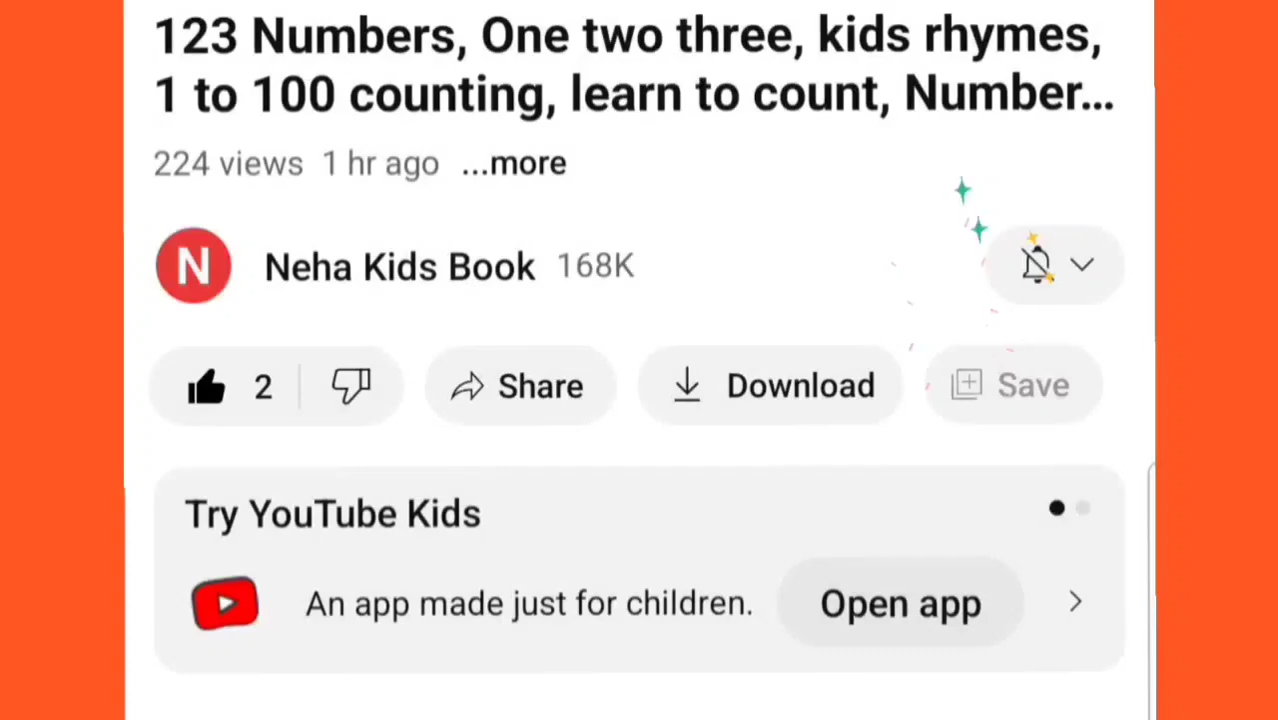 123 Numbers, One two three, kids rhymes,
1 to 100 counting, learn to count, Number...
224 views 1 hr ago ...more
N Neha Kids Book 168K
2 Share Download Save
Try YouTube Kids
An app made just for children. Open app